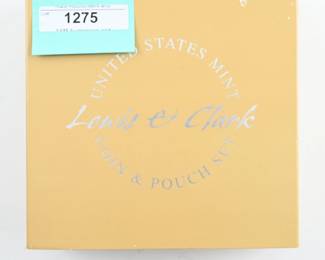 1275
UNITED STATES MINT
Lewis & Clark
COIN & POUCH SET